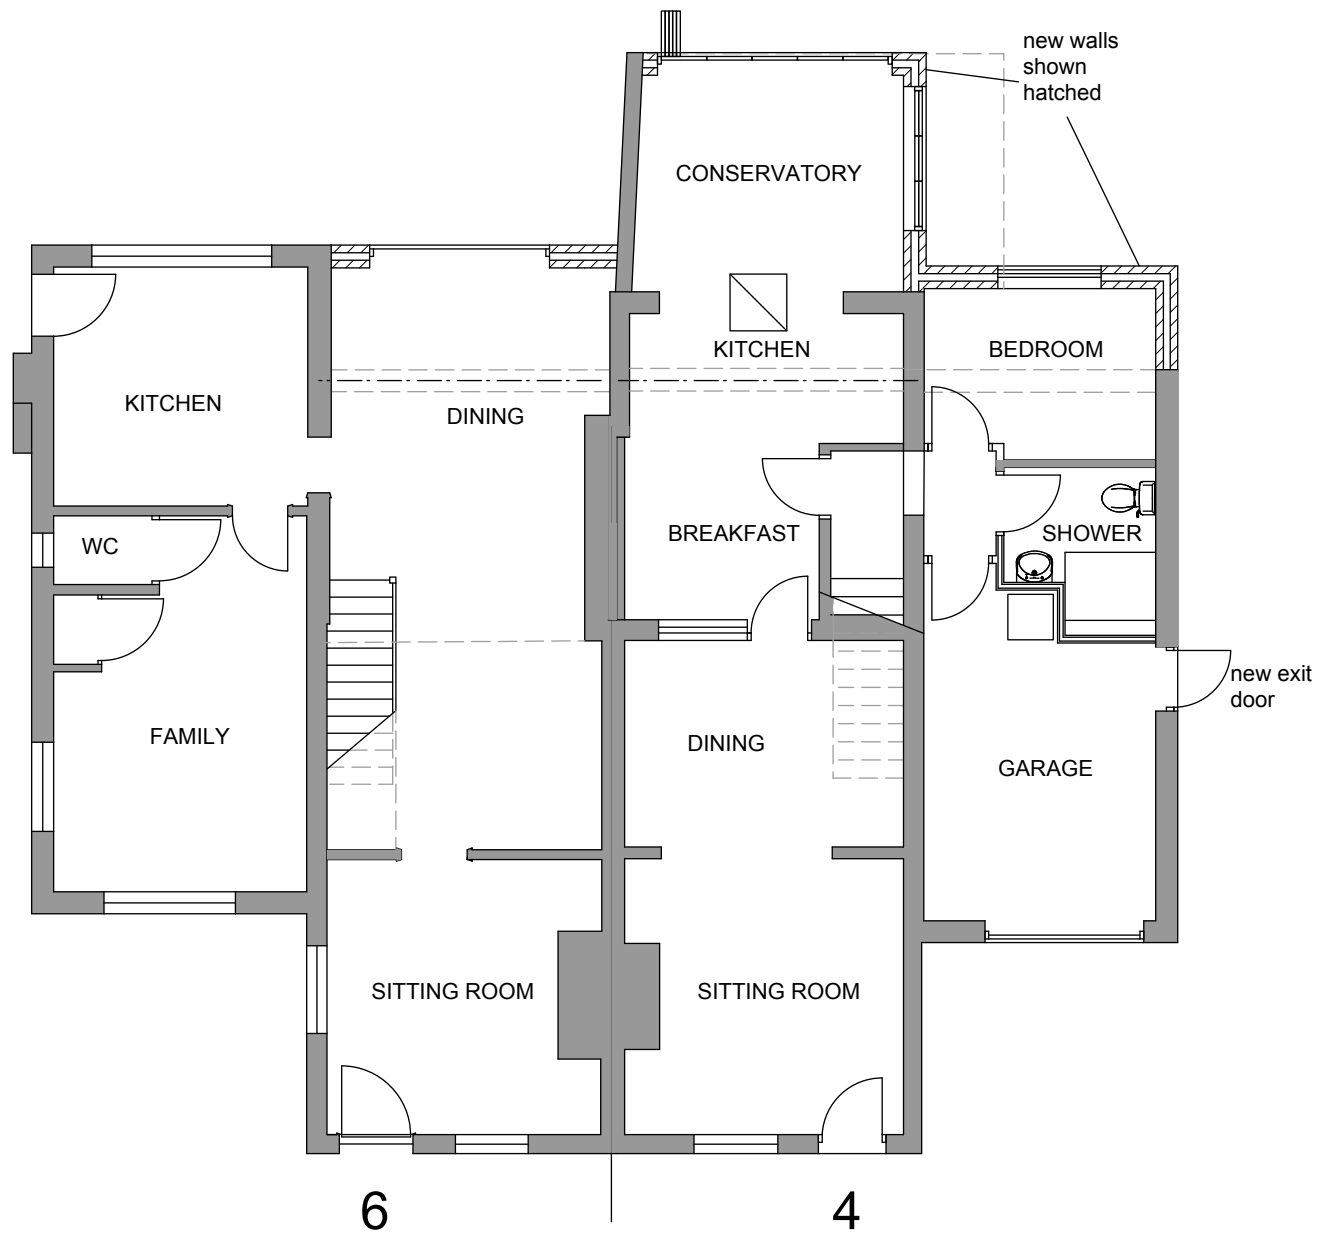 new walls
shown
hatched
CONSERVATORY
KITCHEN
BEDROOM
KITCHEN
DINING
BREAKFAST
SHOWER
WC
new exit
door
FAMILY
DINING
GARAGE
SITTING ROOM
SITTING ROOM
6
4